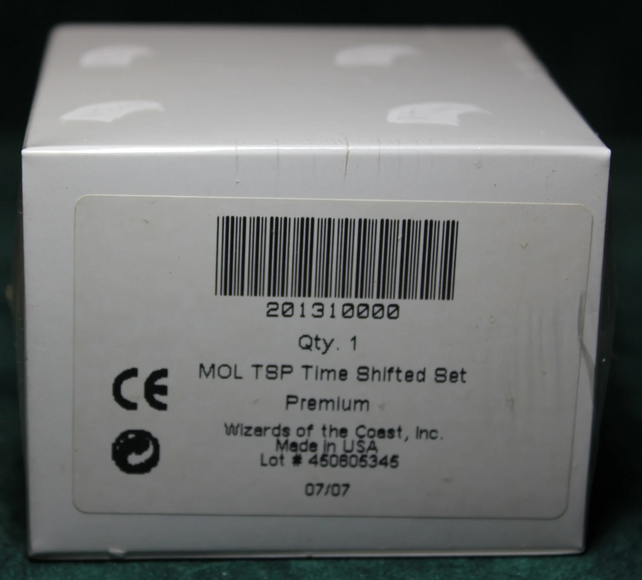 201310000
Qty. 1
MOL TSP Time Shifted Set
Premium
CE
Wizards of the Coast, Inc.
Made in USA
Lot # 450605345
07/07